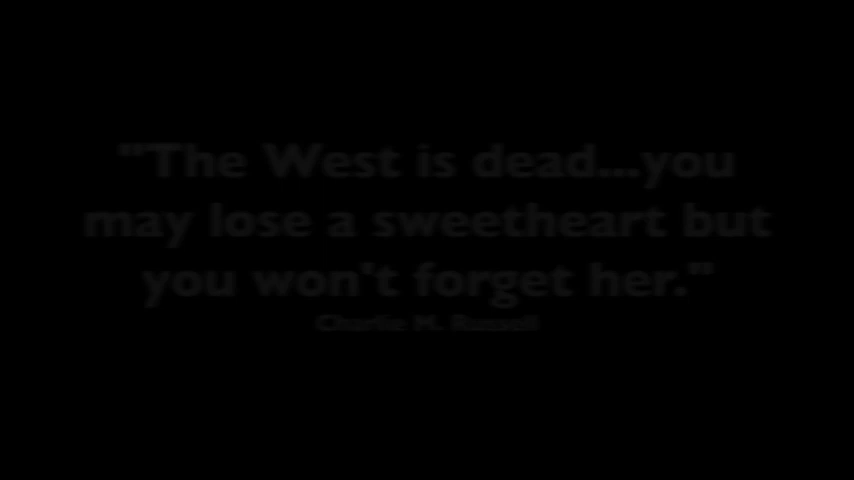 "The West is dead...you
may lose a sweetheart but
you won't forget her."
Charlie M. Russell